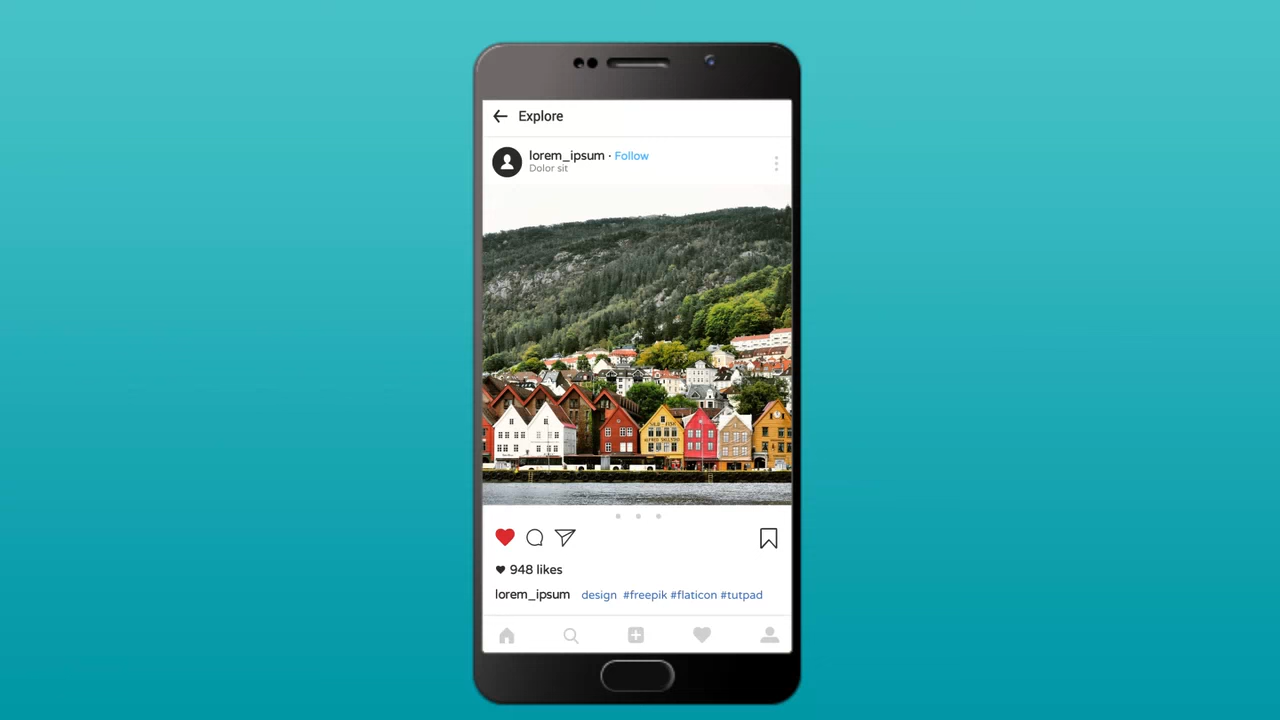 Explore
lorem_ipsum · Follow
Dolor sit
948 likes
lorem_ipsum design #freepik #flaticon #tutpad